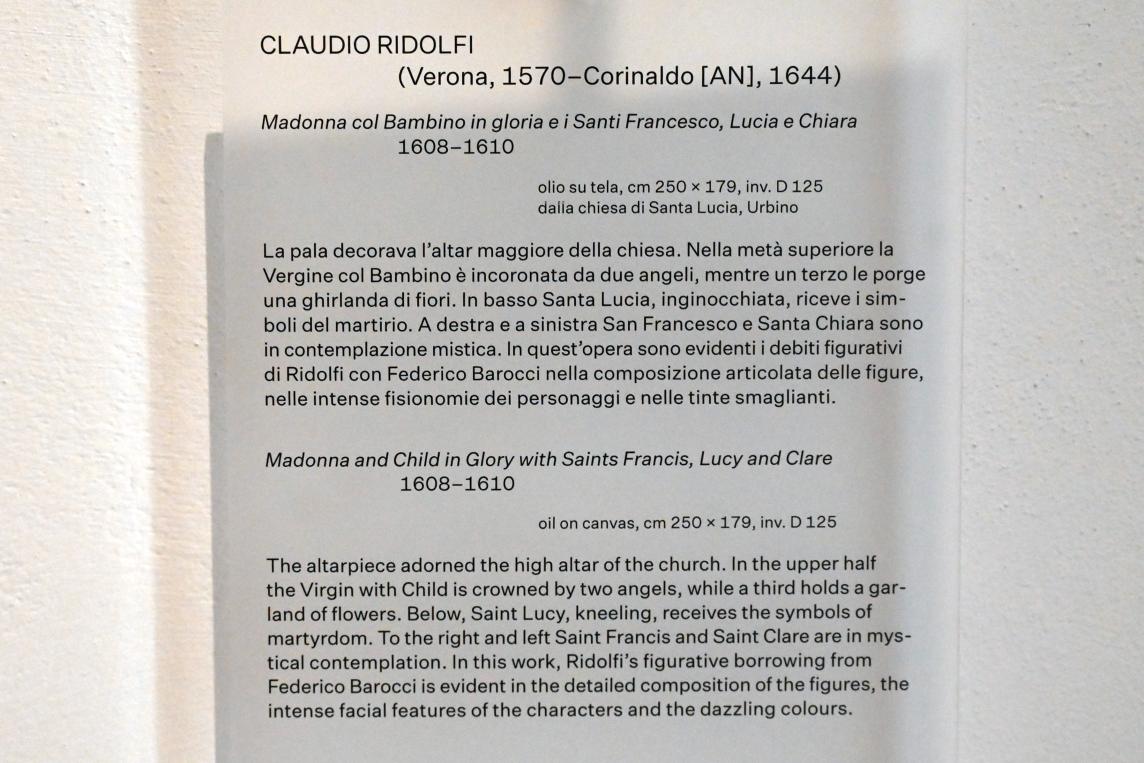 CLAUDIO RIDOLFI
(Verona, 1570–Corinaldo [AN], 1644)
Madonna col Bambino in gloria e i Santi Francesco, Lucia e Chiara
1608–1610
olio su tela, cm 250 × 179, inv. D 125
dalla chiesa di Santa Lucia, Urbino
La pala decorava l’altar maggiore della chiesa. Nella metà superiore la
Vergine col Bambino è incoronata da due angeli, mentre un terzo le porge
una ghirlanda di fiori. In basso Santa Lucia, inginocchiata, riceve i sim-
boli del martirio. A destra e a sinistra San Francesco e Santa Chiara sono
in contemplazione mistica. In quest’opera sono evidenti i debiti figurativi
di Ridolfi con Federico Barocci nella composizione articolata delle figure,
nelle intense fisionomie dei personaggi e nelle tinte smaglianti.
Madonna and Child in Glory with Saints Francis, Lucy and Clare
1608–1610
oil on canvas, cm 250 × 179, inv. D 125
The altarpiece adorned the high altar of the church. In the upper half
the Virgin with Child is crowned by two angels, while a third holds a gar-
land of flowers. Below, Saint Lucy, kneeling, receives the symbols of
martyrdom. To the right and left Saint Francis and Saint Clare are in mys-
tical contemplation. In this work, Ridolfi’s figurative borrowing from
Federico Barocci is evident in the detailed composition of the figures, the
intense facial features of the characters and the dazzling colours.